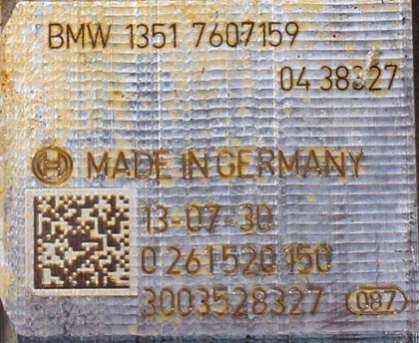 BMW 1351 7607159
04 38327
MADE IN GERMANY
13-07-30
0 261 520 150
3003528327 087